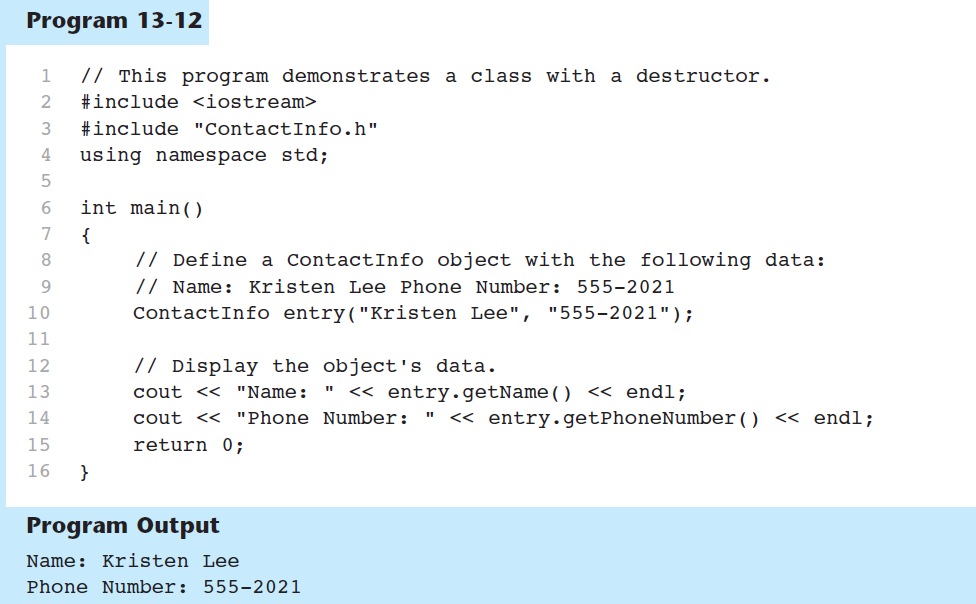 Program 13-12
1 // This program demonstrates a class with a destructor.
2 #include <iostream>
3 #include "ContactInfo.h"
4 using namespace std;
5
6 int main()
7 {
8 // Define a ContactInfo object with the following data:
9 // Name: Kristen Lee Phone Number: 555-2021
10 ContactInfo entry("Kristen Lee", "555-2021");
11
12 // Display the object's data.
13 cout << "Name: " << entry.getName() << endl;
14 cout << "Phone Number: " << entry.getPhoneNumber() << endl;
15 return 0;
16 }
Program Output
Name: Kristen Lee
Phone Number: 555-2021